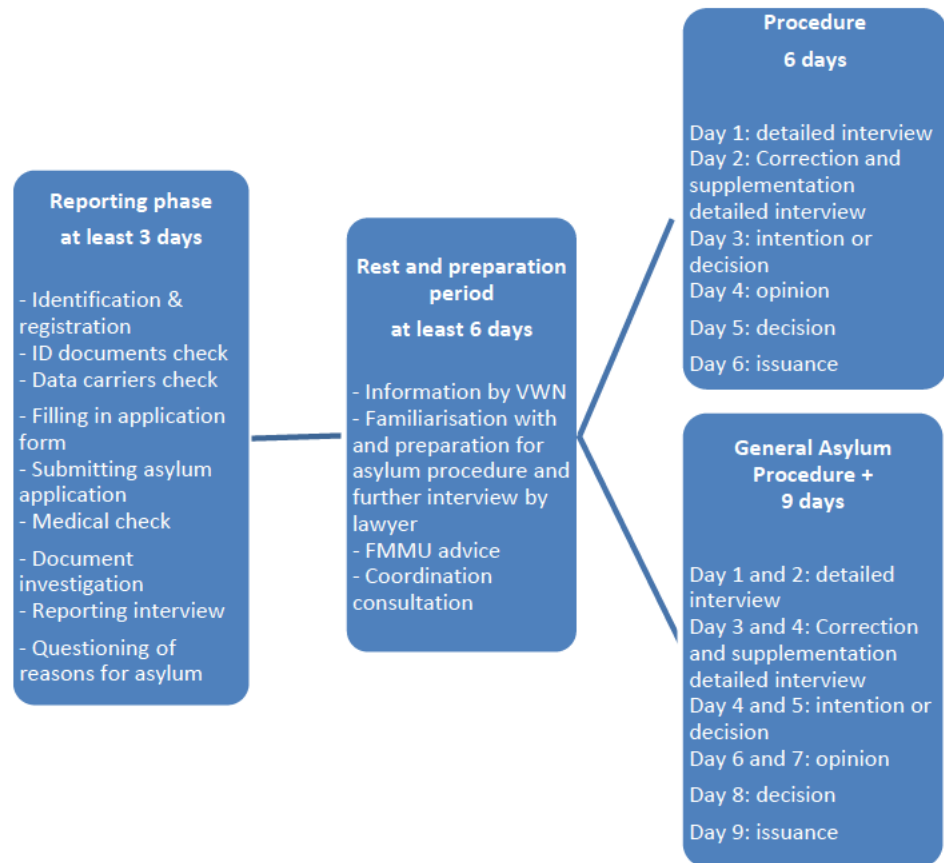 Reporting phase
at least 3 days
- Identification &
registration
- ID documents check
- Data carriers check
- Filling in application
form
- Submitting asylum
application
- Medical check
- Document
investigation
- Reporting interview
- Questioning of
reasons for asylum
Rest and preparation
period
at least 6 days
- Information by VWN
- Familiarisation with
and preparation for
asylum procedure and
further interview by
lawyer
- FMMU advice
- Coordination
consultation
Procedure
6 days
Day 1: detailed interview
Day 2: Correction and
supplementation
detailed interview
Day 3: intention or
decision
Day 4: opinion
Day 5: decision
Day 6: issuance
General Asylum
Procedure +
9 days
Day 1 and 2: detailed
interview
Day 3 and 4: Correction
and supplementation
detailed interview
Day 4 and 5: intention or
decision
Day 6 and 7: opinion
Day 8: decision
Day 9: issuance